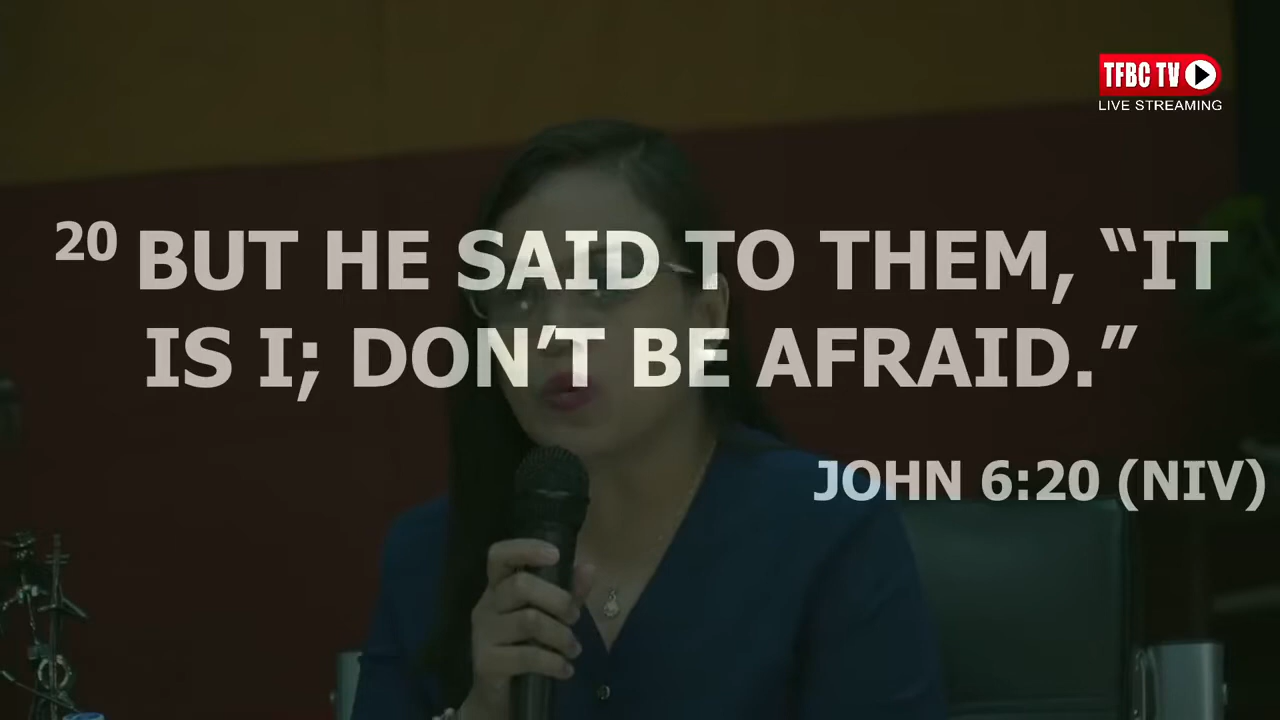 TFBC TV
LIVE STREAMING
20 BUT HE SAID TO THEM, “IT
IS I; DON’T BE AFRAID.”
JOHN 6:20 (NIV)